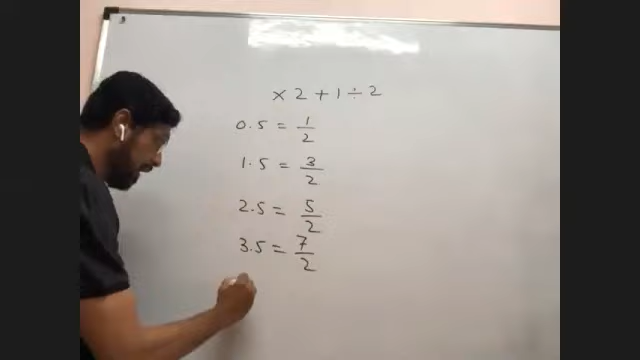 × 2 + 1 ÷ 2
0.5 = 1/2
1.5 = 3/2
2.5 = 5/2
3.5 = 7/2